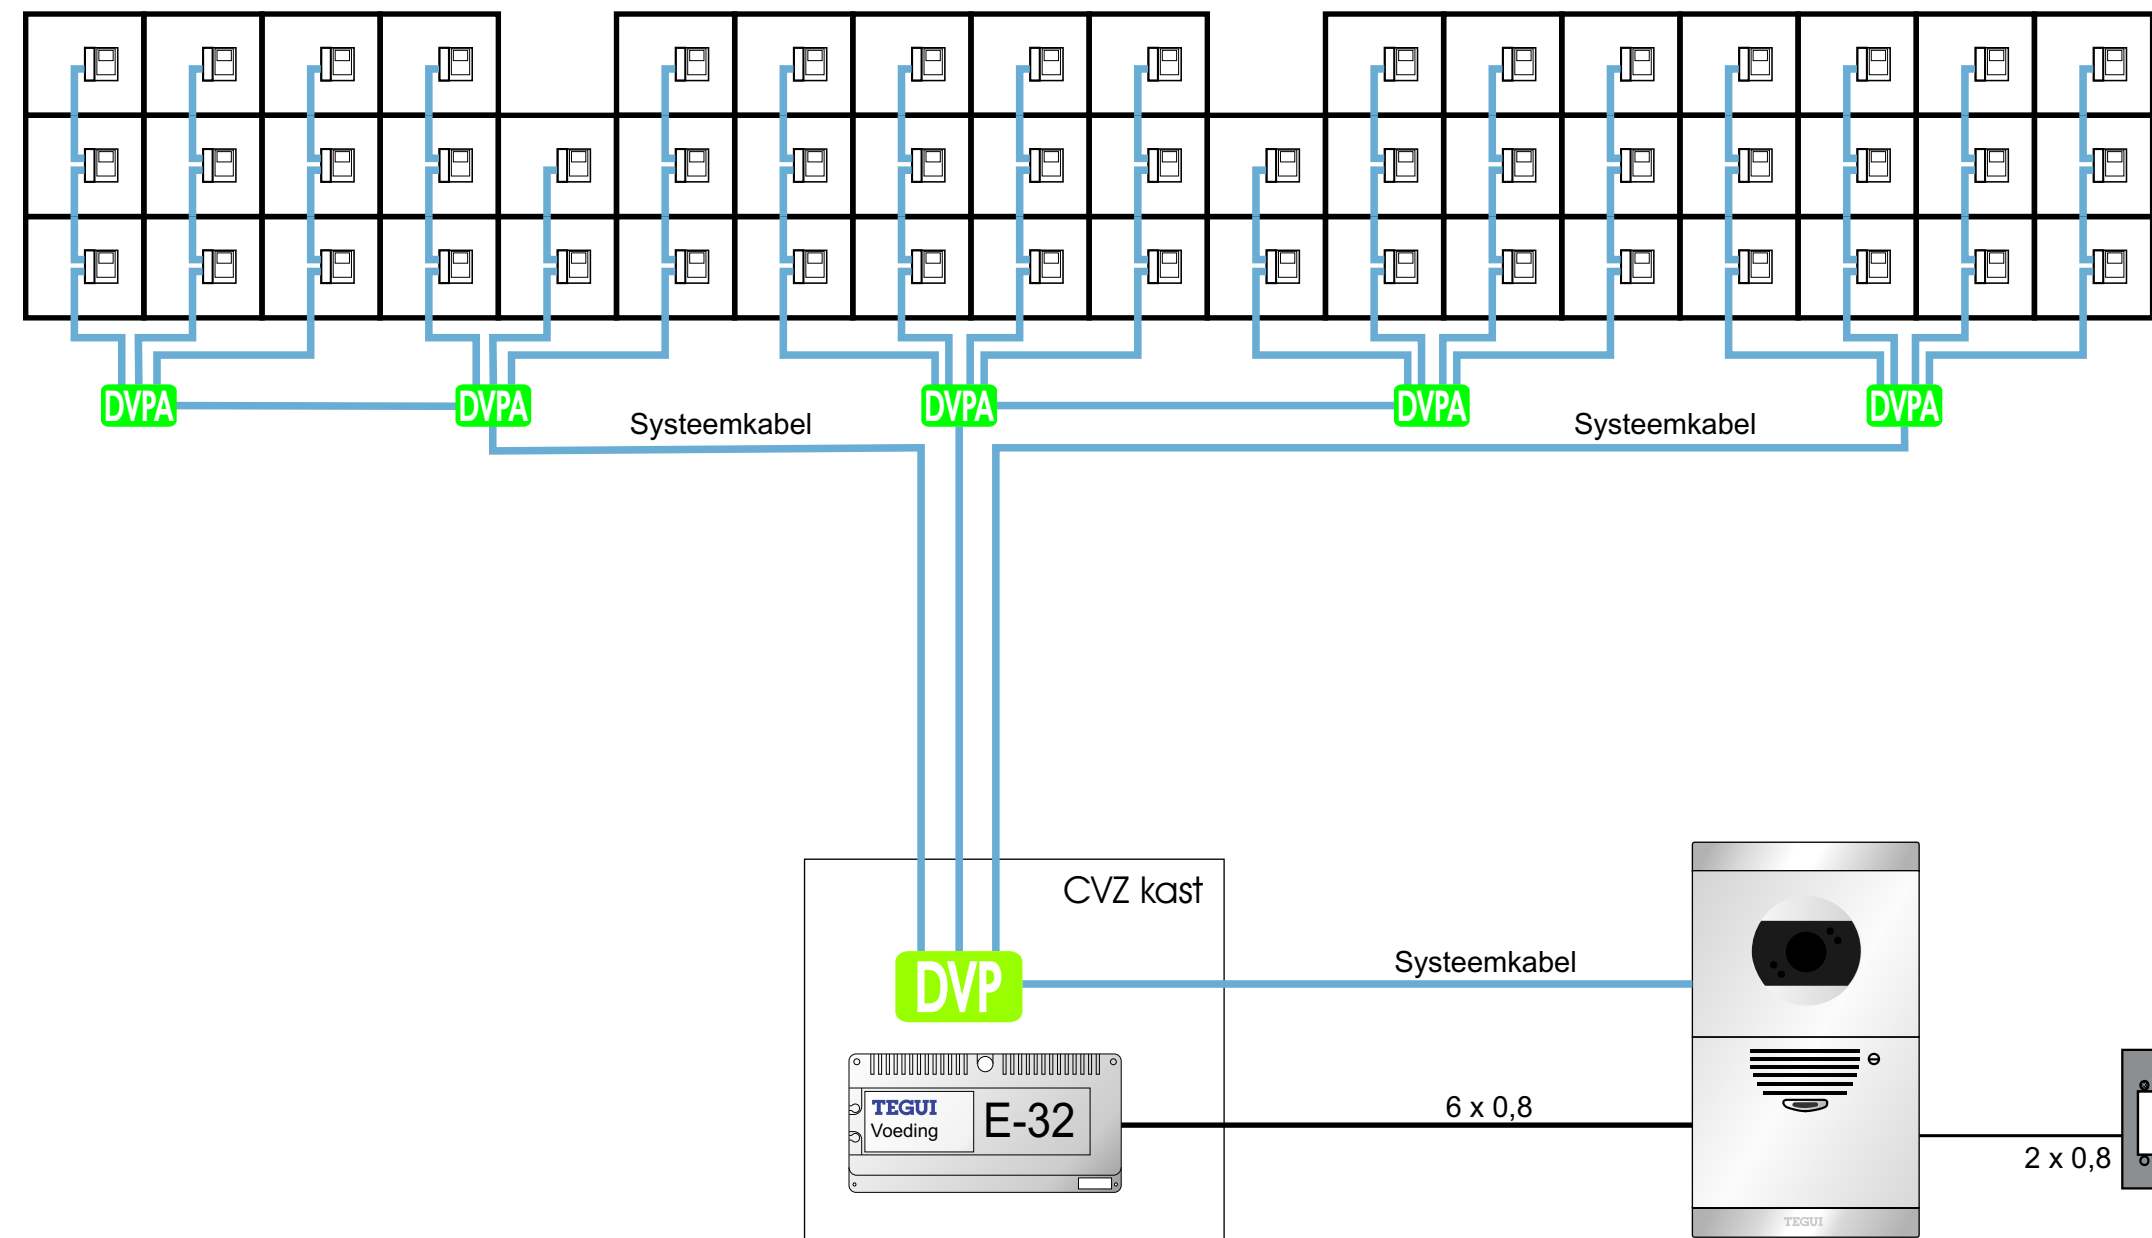 DVPA DVPA DVPA DVPA DVPA
Systeemkabel Systeemkabel
CVZ kast
DVP
Systeemkabel
TEGUI
Voeding
E-32
6 x 0,8
2 x 0,8
TEGUI